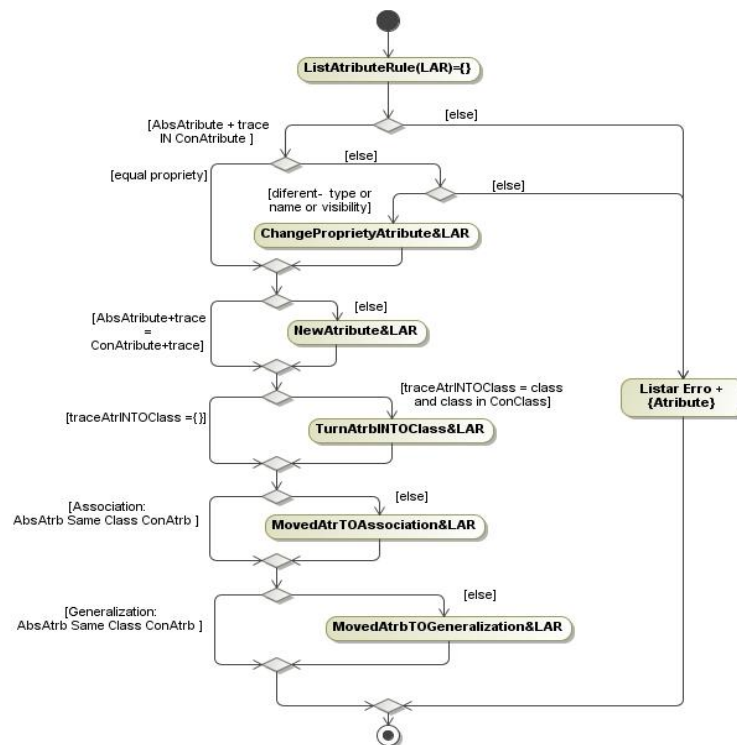 ListAtributeRule(LAR)={}
[AbsAtribute + trace
IN ConAtribute ]
[else]
[equal propriety]
[else]
[diferent-  type or
name or visibility]
[else]
ChangeProprietyAtribute&LAR
[AbsAtribute+trace
=
ConAtribute+trace]
[else]
NewAtribute&LAR
Listar Erro +
{Atribute}
[traceAtrINTOClass ={}]
[traceAtrINTOClass = class
and class in ConClass]
TurnAtrbINTOClass&LAR
[Association:
AbsAtrb Same Class ConAtrb ]
[else]
MovedAtrTOAssociation&LAR
[Generalization:
AbsAtrb Same Class ConAtrb ]
[else]
MovedAtrbTOGeneralization&LAR